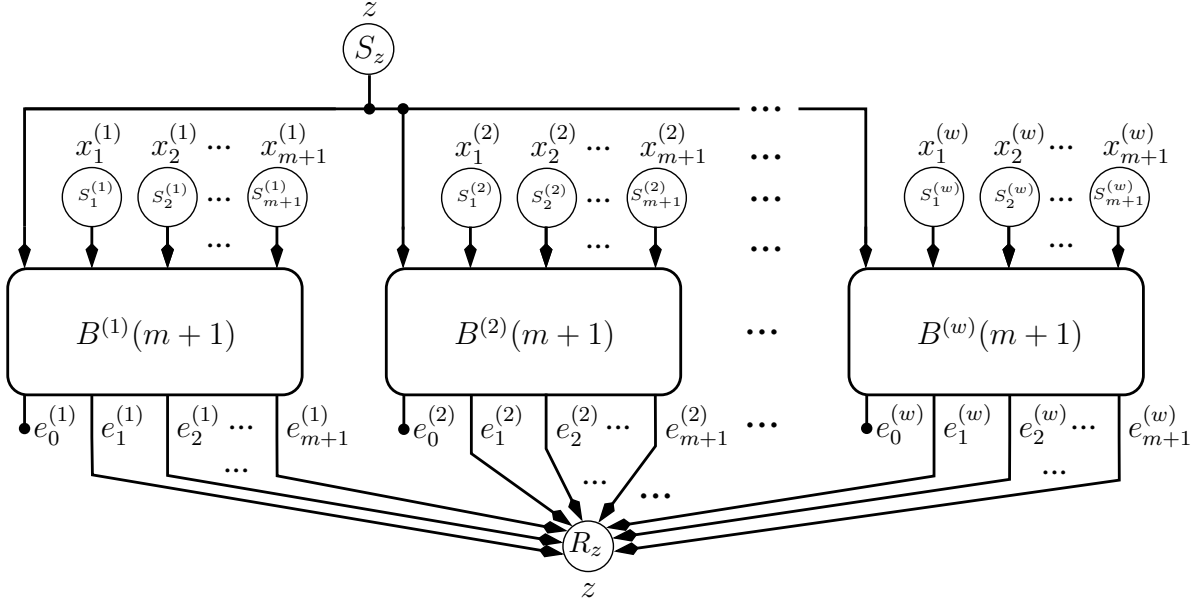 z
S_z
...
x_1^{(1)} x_2^{(1)} ... x_{m+1}^{(1)} x_1^{(2)} x_2^{(2)} ... x_{m+1}^{(2)} ... x_1^{(w)} x_2^{(w)} ... x_{m+1}^{(w)}
S_1^{(1)} S_2^{(1)} ... S_{m+1}^{(1)} S_1^{(2)} S_2^{(2)} ... S_{m+1}^{(2)} ... S_1^{(w)} S_2^{(w)} ... S_{m+1}^{(w)}
... ... ... ...
B^{(1)}(m + 1) B^{(2)}(m + 1) ... B^{(w)}(m + 1)
e_0^{(1)} e_1^{(1)} e_2^{(1)} ... e_{m+1}^{(1)} e_0^{(2)} e_1^{(2)} e_2^{(2)} ... e_{m+1}^{(2)} ... e_0^{(w)} e_1^{(w)} e_2^{(w)} ... e_{m+1}^{(w)}
... ... ... ...
R_z
z